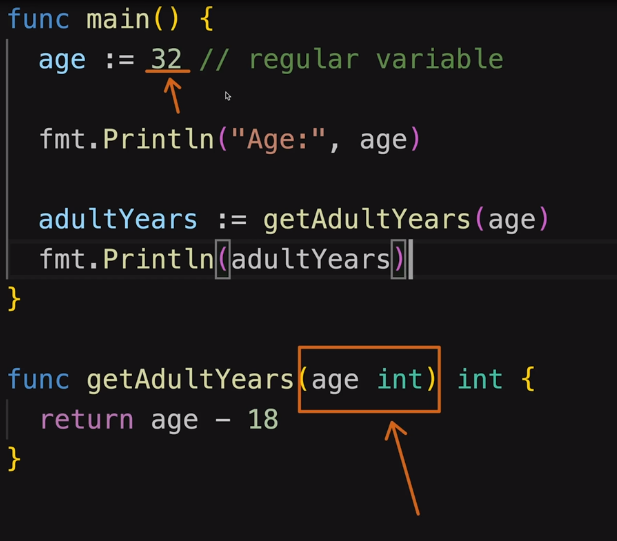 func main() {
age := 32 // regular variable
fmt.Println("Age:", age)
adultYears := getAdultYears(age)
fmt.Println(adultYears)
}
func getAdultYears(age int) int {
return age - 18
}